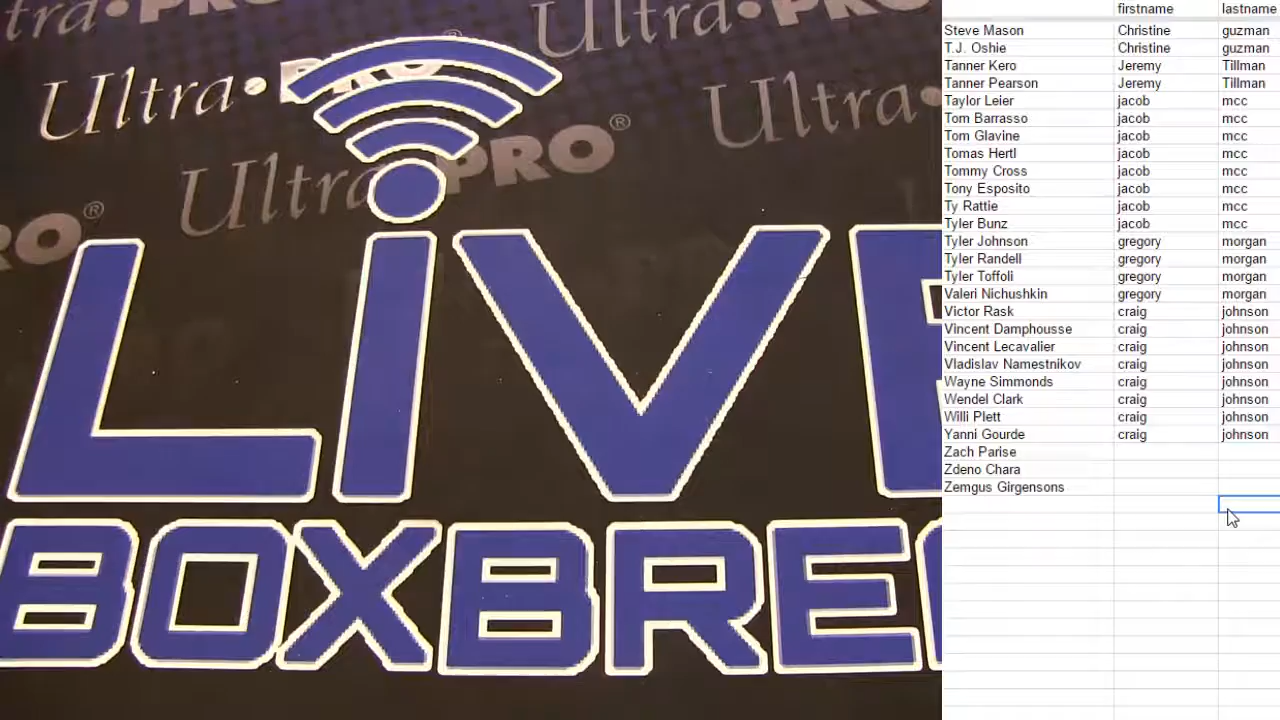 tra•PRO
Ultra•PRO
Ultra•PRO®
Ultra•
Ultra•PRO®
RO®
LiVE
BOXBREA
firstname lastname
Steve Mason Christine guzman
T.J. Oshie Christine guzman
Tanner Kero Jeremy Tillman
Tanner Pearson Jeremy Tillman
Taylor Leier jacob mcc
Tom Barrasso jacob mcc
Tom Glavine jacob mcc
Tomas Hertl jacob mcc
Tommy Cross jacob mcc
Tony Esposito jacob mcc
Ty Rattie jacob mcc
Tyler Bunz jacob mcc
Tyler Johnson gregory morgan
Tyler Randell gregory morgan
Tyler Toffoli gregory morgan
Valeri Nichushkin gregory morgan
Victor Rask craig johnson
Vincent Damphousse craig johnson
Vincent Lecavalier craig johnson
Vladislav Namestnikov craig johnson
Wayne Simmonds craig johnson
Wendel Clark craig johnson
Willi Plett craig johnson
Yanni Gourde craig johnson
Zach Parise
Zdeno Chara
Zemgus Girgensons